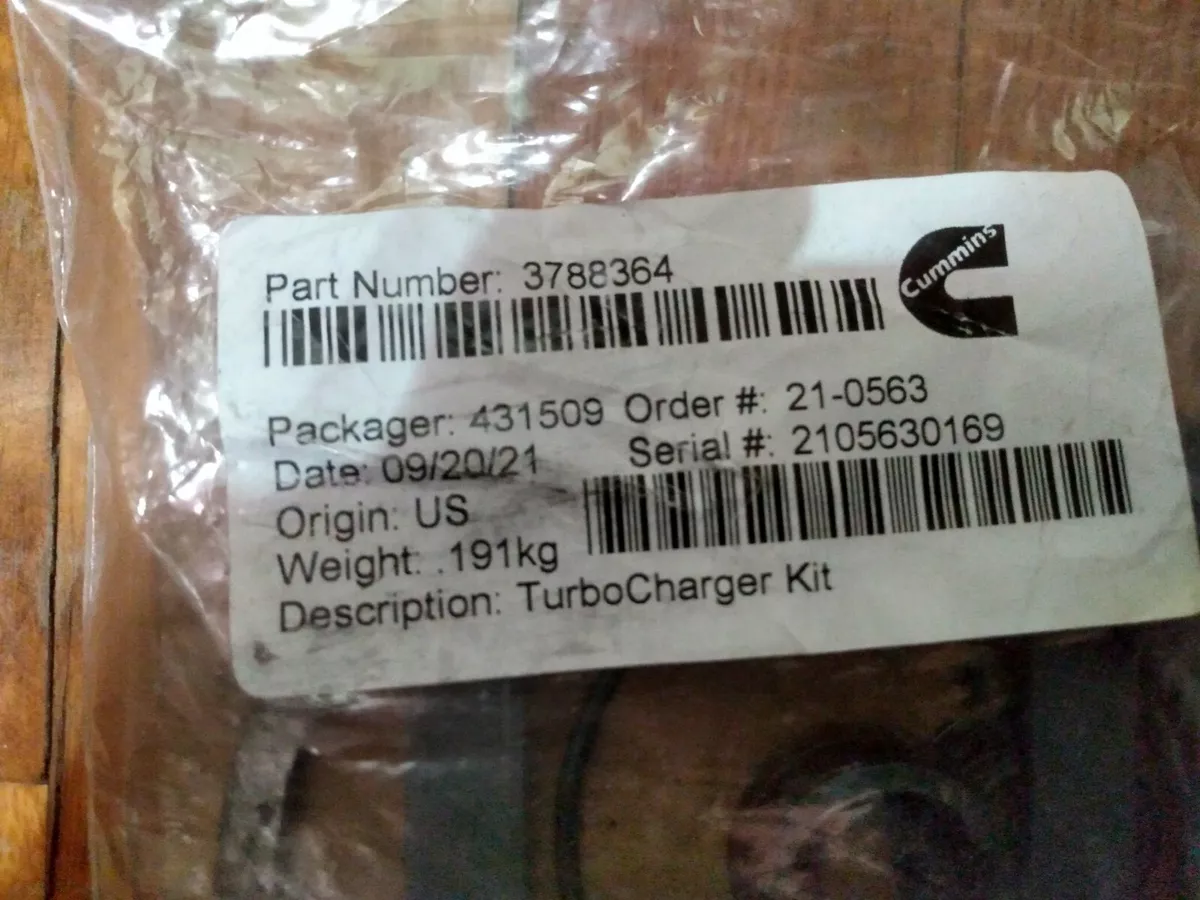 Part Number: 3788364
Cummins
Packager: 431509 Order #: 21-0563
Date: 09/20/21 Serial #: 2105630169
Origin: US
Weight: .191kg
Description: TurboCharger Kit